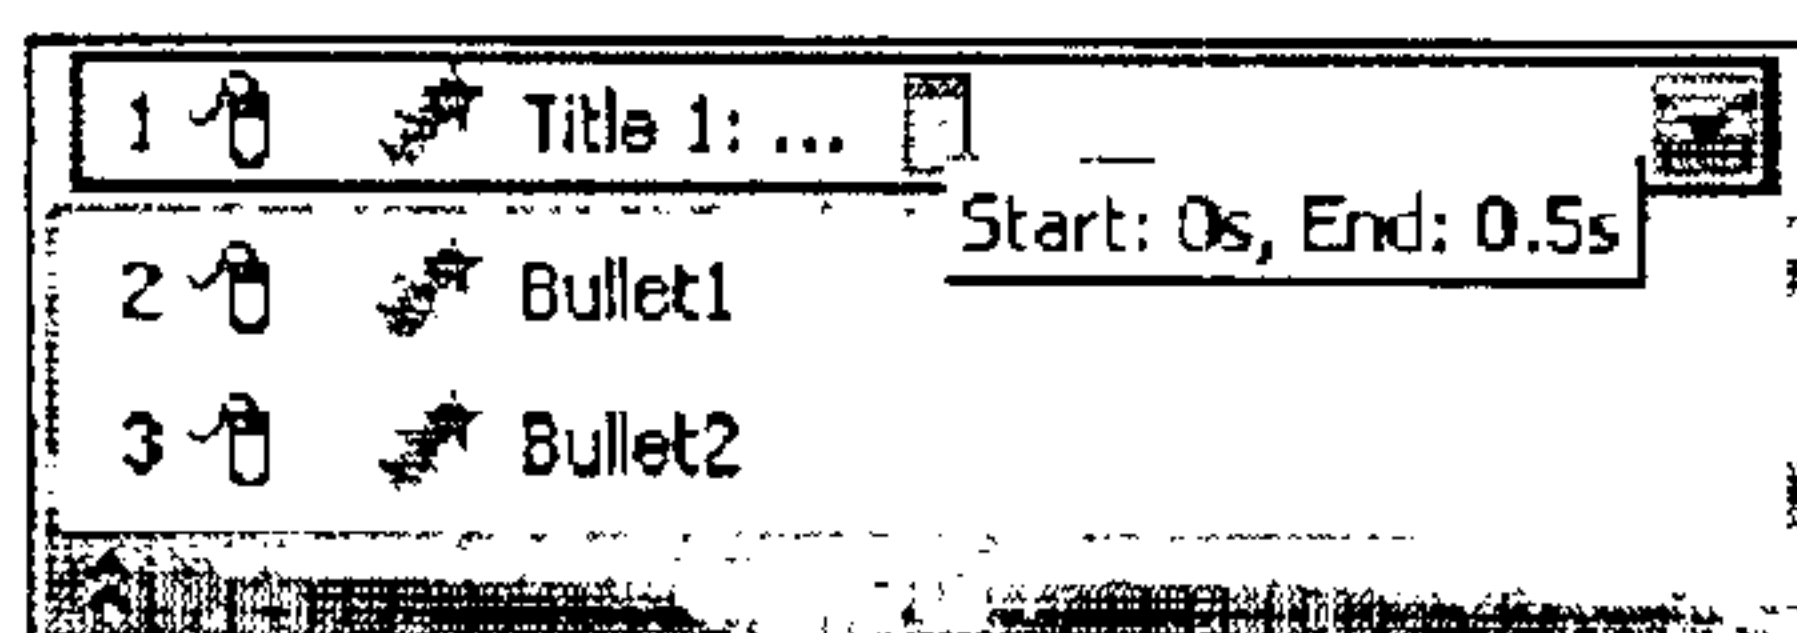 1 Title 1: ...
Start: 0s, End: 0.5s
2 Bullet1
3 Bullet2